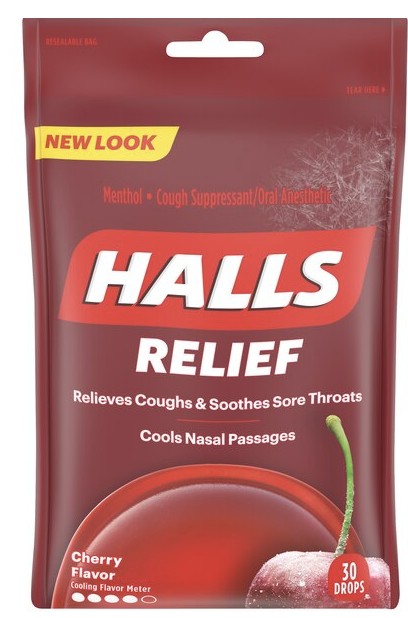 RESEALABLE BAG
TEAR HERE
NEW LOOK
Menthol • Cough Suppressant/Oral Anesthetic
HALLS
RELIEF
Relieves Coughs & Soothes Sore Throats
Cools Nasal Passages
Cherry
Flavor
Cooling Flavor Meter
30
DROPS